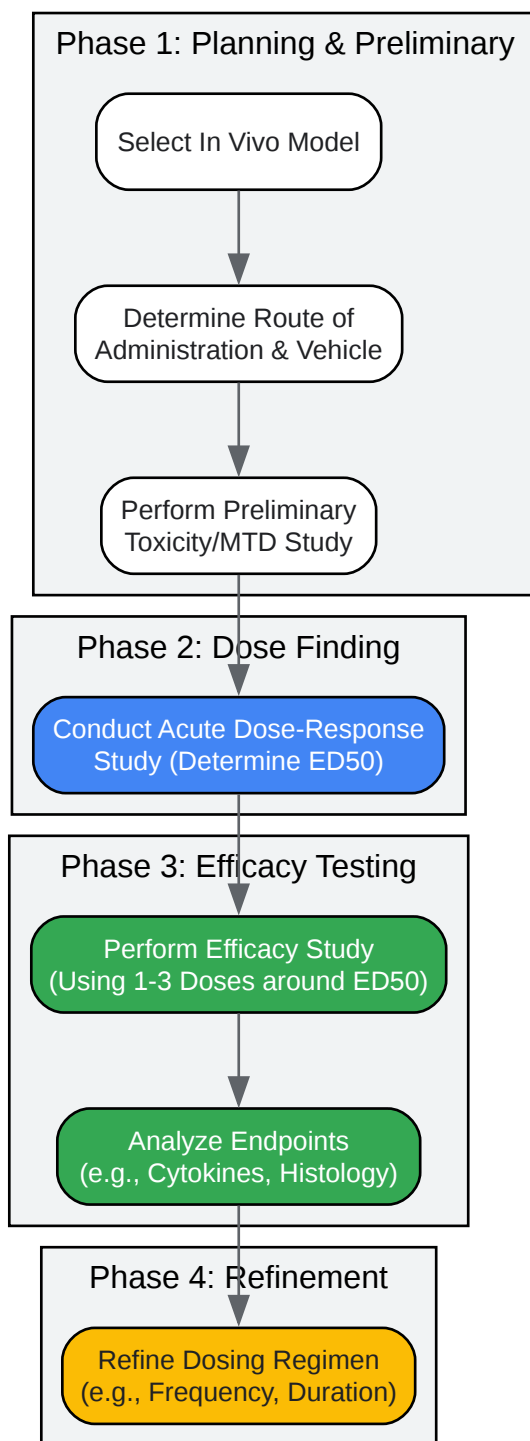 Phase 1: Planning & Preliminary
Select In Vivo Model
Determine Route of
Administration & Vehicle
Perform Preliminary
Toxicity/MTD Study
Phase 2: Dose Finding
Conduct Acute Dose-Response
Study (Determine ED50)
Phase 3: Efficacy Testing
Perform Efficacy Study
(Using 1-3 Doses around ED50)
Analyze Endpoints
(e.g., Cytokines, Histology)
Phase 4: Refinement
Refine Dosing Regimen
(e.g., Frequency, Duration)